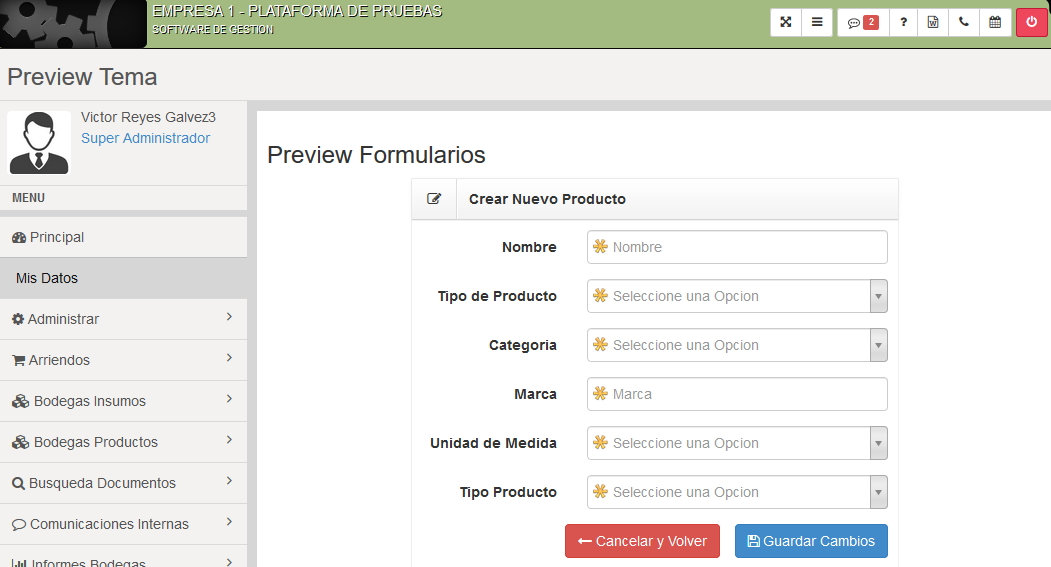 EMPRESA 1 - PLATAFORMA DE PRUEBAS
SOFTWARE DE GESTION
2
?
Preview Tema
Victor Reyes Galvez3
Super Administrador
MENU
Principal
Mis Datos
Administrar
Arriendos
Bodegas Insumos
Bodegas Productos
Busqueda Documentos
Comunicaciones Internas
Informes Bodegas
Preview Formularios
Crear Nuevo Producto
Nombre
Nombre
Tipo de Producto
Seleccione una Opcion
Categoria
Seleccione una Opcion
Marca
Marca
Unidad de Medida
Seleccione una Opcion
Tipo Producto
Seleccione una Opcion
Cancelar y Volver
Guardar Cambios